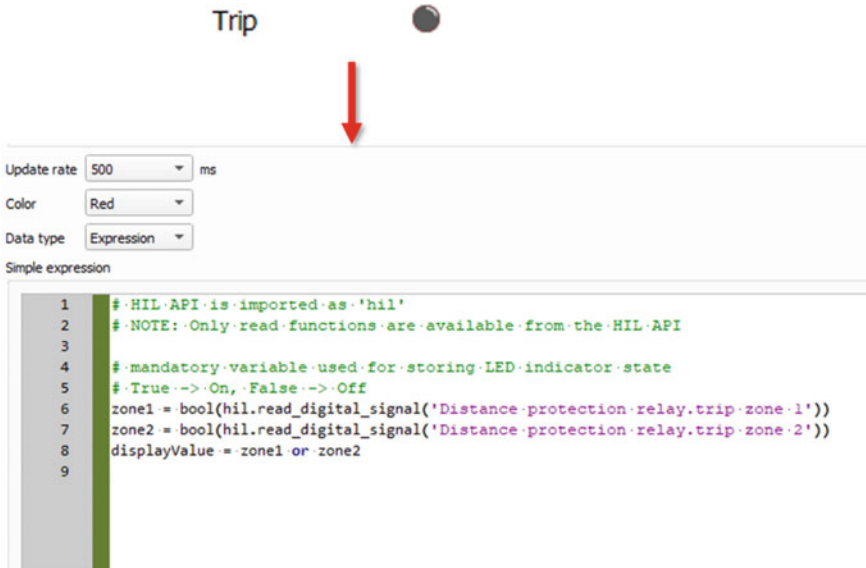 Trip
Update rate 500 ms
Color Red
Data type Expression
Simple expression
1 # HIL API is imported as 'hil'
2 # NOTE: Only read functions are available from the HIL API
3
4 # mandatory variable used for storing LED indicator state
5 # True -> On, False -> Off
6 zone1 = bool(hil.read_digital_signal('Distance protection relay.trip zone 1'))
7 zone2 = bool(hil.read_digital_signal('Distance protection relay.trip zone 2'))
8 displayValue = zone1 or zone2
9